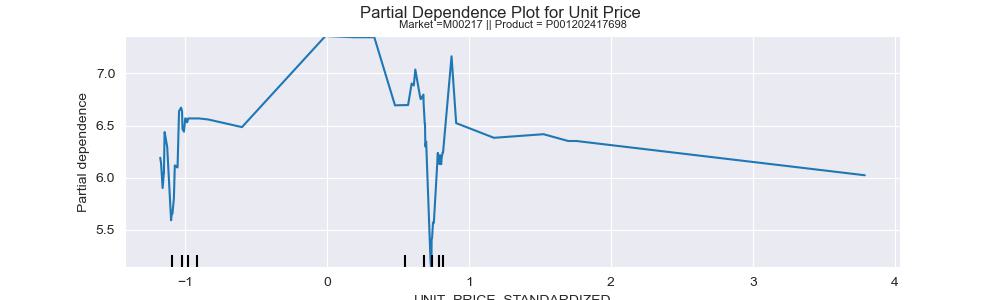 Partial Dependence Plot for Unit Price
Market =M00217 || Product = P001202417698
Partial dependence
7.0
6.5
6.0
5.5
−1
0
1
2
3
4
UNIT_PRICE_STANDARDIZED